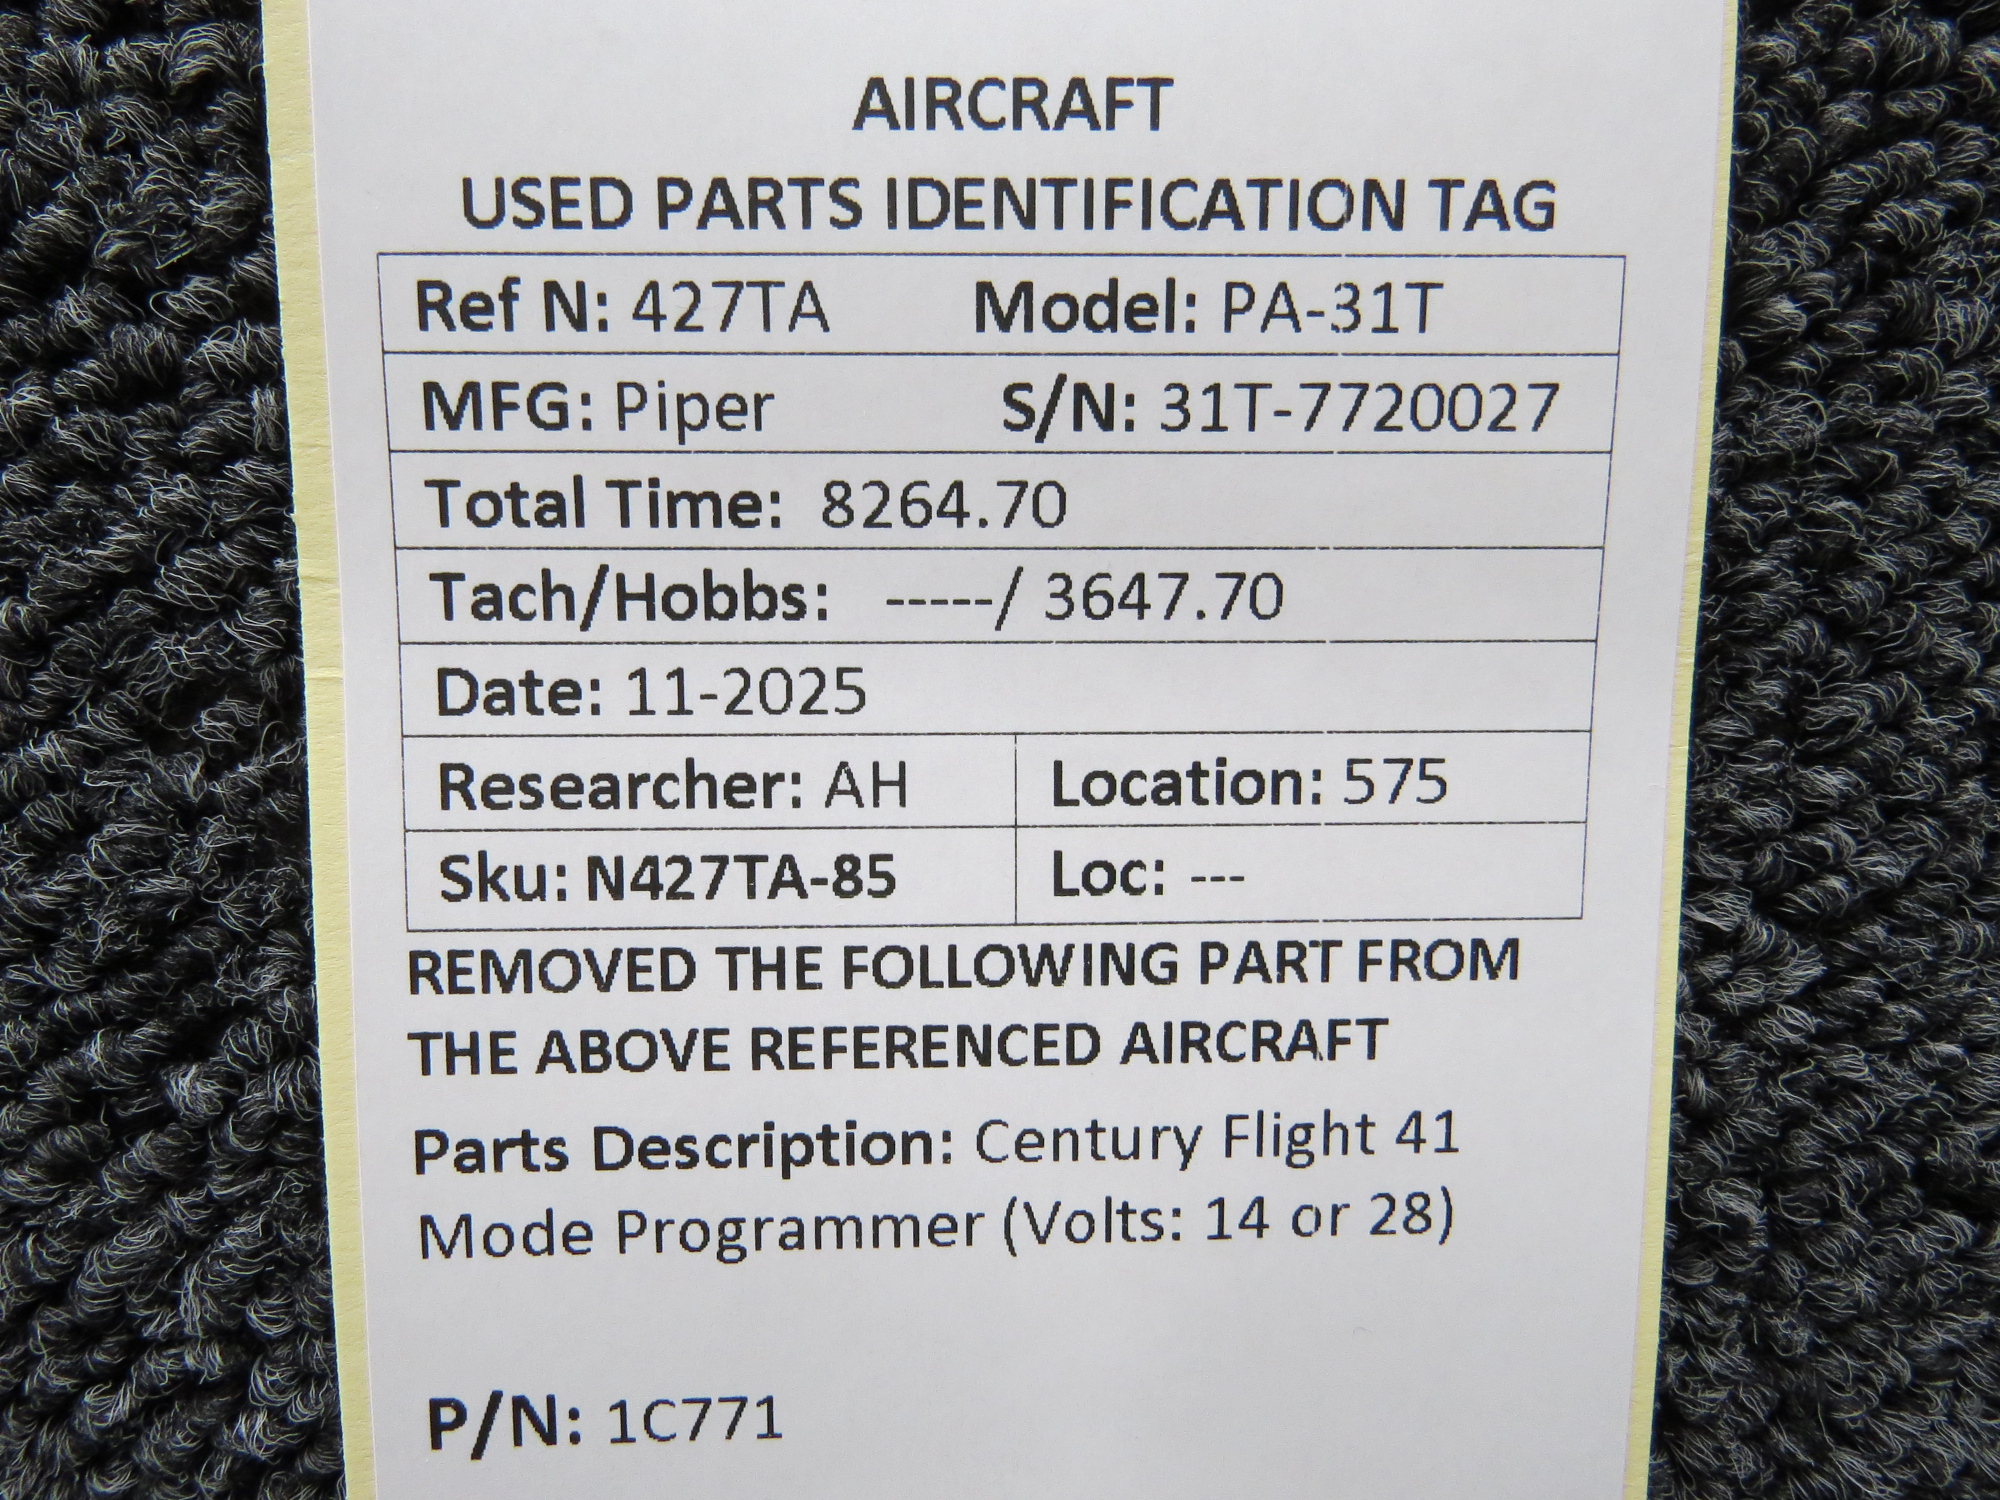 AIRCRAFT
USED PARTS IDENTIFICATION TAG
Ref N: 427TA Model: PA-31T
MFG: Piper S/N: 31T-7720027
Total Time: 8264.70
Tach/Hobbs: -----/ 3647.70
Date: 11-2025
Researcher: AH Location: 575
Sku: N427TA-85 Loc: ---
REMOVED THE FOLLOWING PART FROM
THE ABOVE REFERENCED AIRCRAFT
Parts Description: Century Flight 41
Mode Programmer (Volts: 14 or 28)
P/N: 1C771